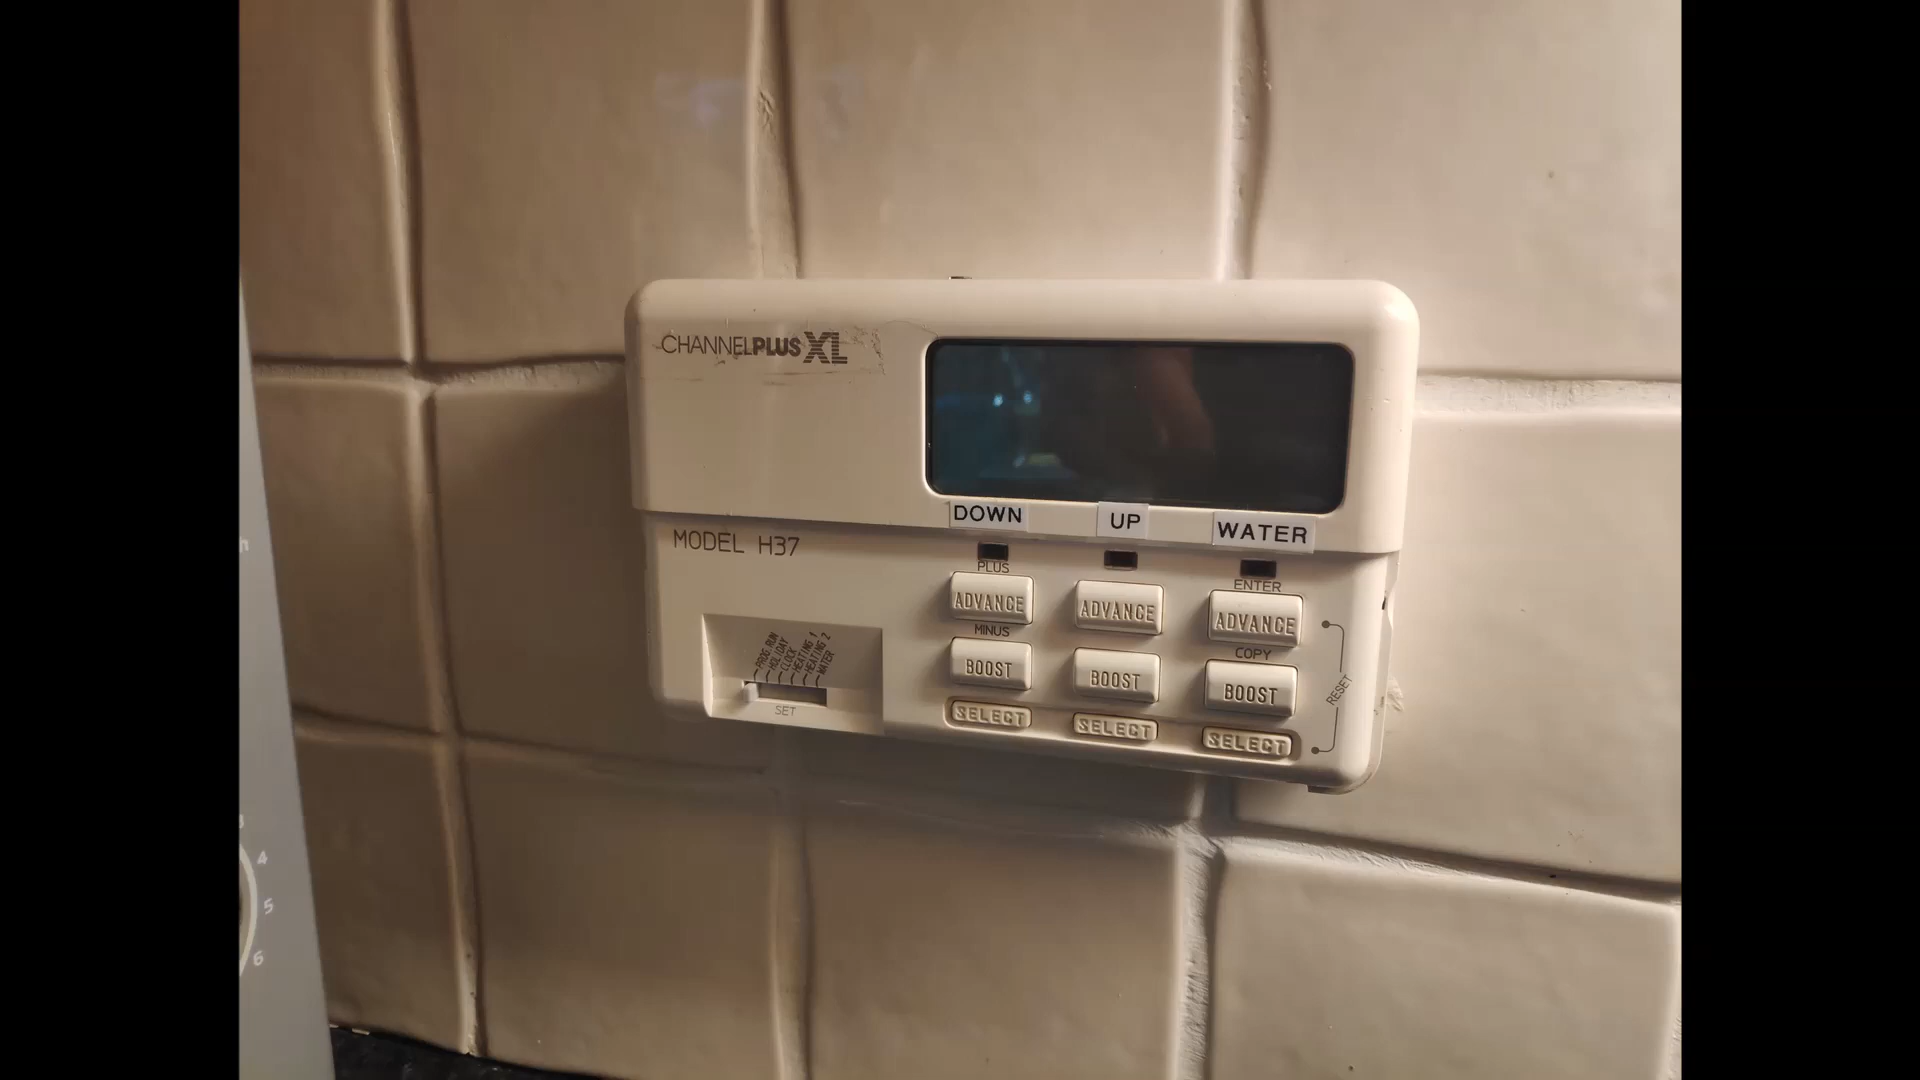 CHANNELPLUS XL
DOWN
UP
WATER
MODEL H37
PLUS
ENTER
ADVANCE
ADVANCE
ADVANCE
MINUS
COPY
BOOST
BOOST
BOOST
SELECT
SELECT
SELECT
RESET
PROG.RUN
HOLIDAY
CLOCK
HEATING 1
HEATING 2
WATER
SET
h
4
5
6